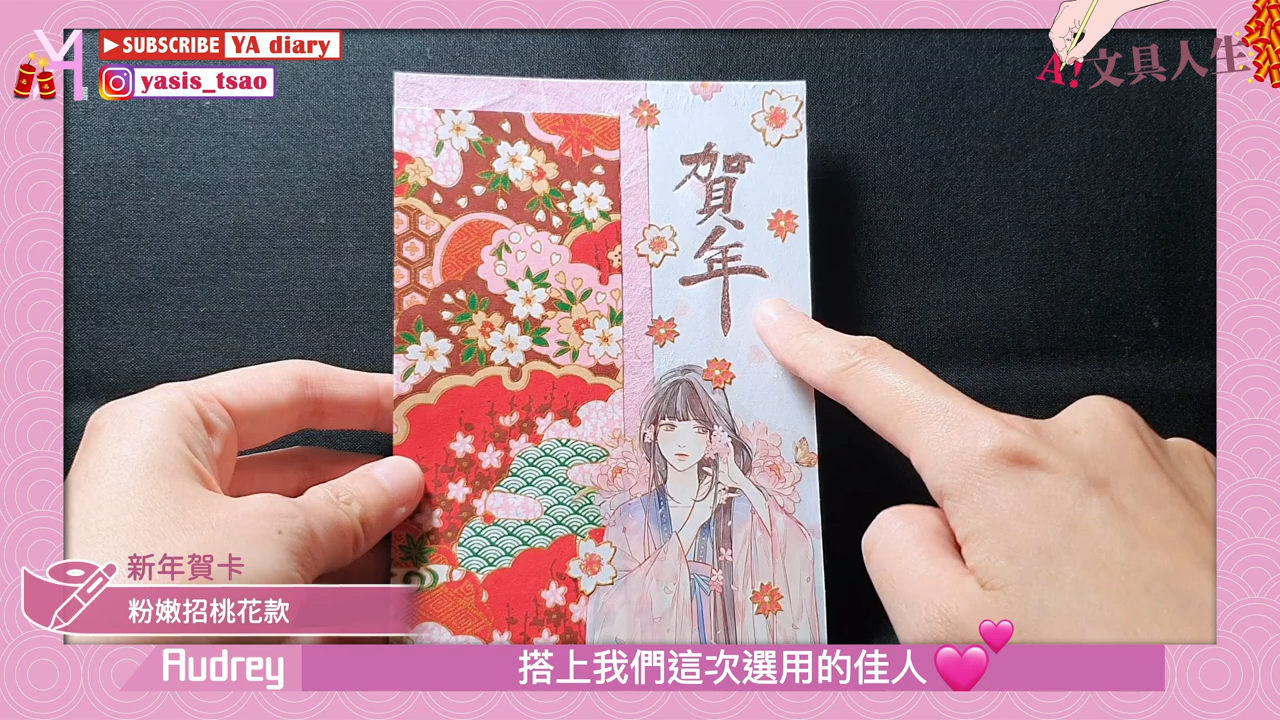 YA
SUBSCRIBE YA diary
yasis_tsao
A!文具人生
賀年
新年賀卡
粉嫩招桃花款
Audrey
搭上我們這次選用的佳人💕